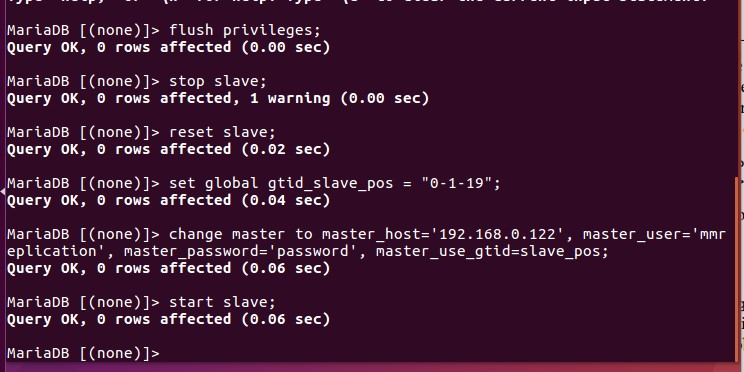 MariaDB [(none)]> flush privileges;
Query OK, 0 rows affected (0.00 sec)
MariaDB [(none)]> stop slave;
Query OK, 0 rows affected, 1 warning (0.00 sec)
MariaDB [(none)]> reset slave;
Query OK, 0 rows affected (0.02 sec)
MariaDB [(none)]> set global gtid_slave_pos = "0-1-19";
Query OK, 0 rows affected (0.04 sec)
MariaDB [(none)]> change master to master_host='192.168.0.122', master_user='mmr
eplication', master_password='password', master_use_gtid=slave_pos;
Query OK, 0 rows affected (0.06 sec)
MariaDB [(none)]> start slave;
Query OK, 0 rows affected (0.06 sec)
MariaDB [(none)]>